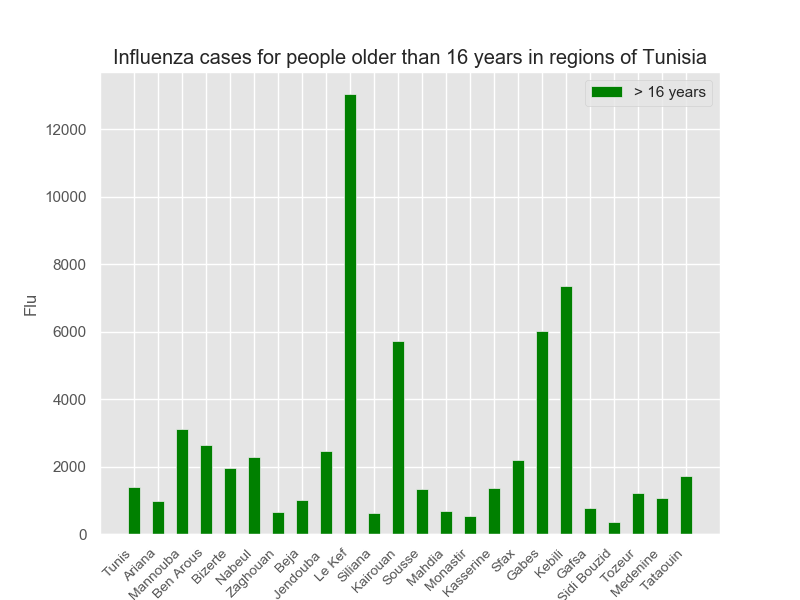 Influenza cases for people older than 16 years in regions of Tunisia
> 16 years
12000
10000
8000
6000
4000
2000
0
Flu
Tunis
Ariana
Mannouba
Ben Arous
Bizerte
Nabeul
Zaghouan
Beja
Jendouba
Le Kef
Siliana
Kairouan
Sousse
Mahdia
Monastir
Kasserine
Sfax
Gabes
Kebili
Gafsa
Sidi Bouzid
Tozeur
Medenine
Tataouin